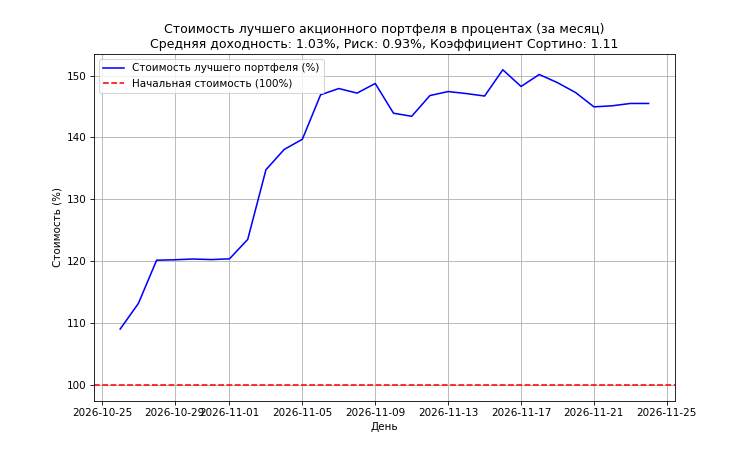 Стоимость лучшего акционного портфеля в процентах (за месяц)
Средняя доходность: 1.03%, Риск: 0.93%, Коэффициент Сортино: 1.11
Стоимость лучшего портфеля (%)
Начальная стоимость (100%)
Стоимость (%)
150
140
130
120
110
100
2026-10-25 2026-10-29 2026-11-01 2026-11-05 2026-11-09 2026-11-13 2026-11-17 2026-11-21 2026-11-25
День